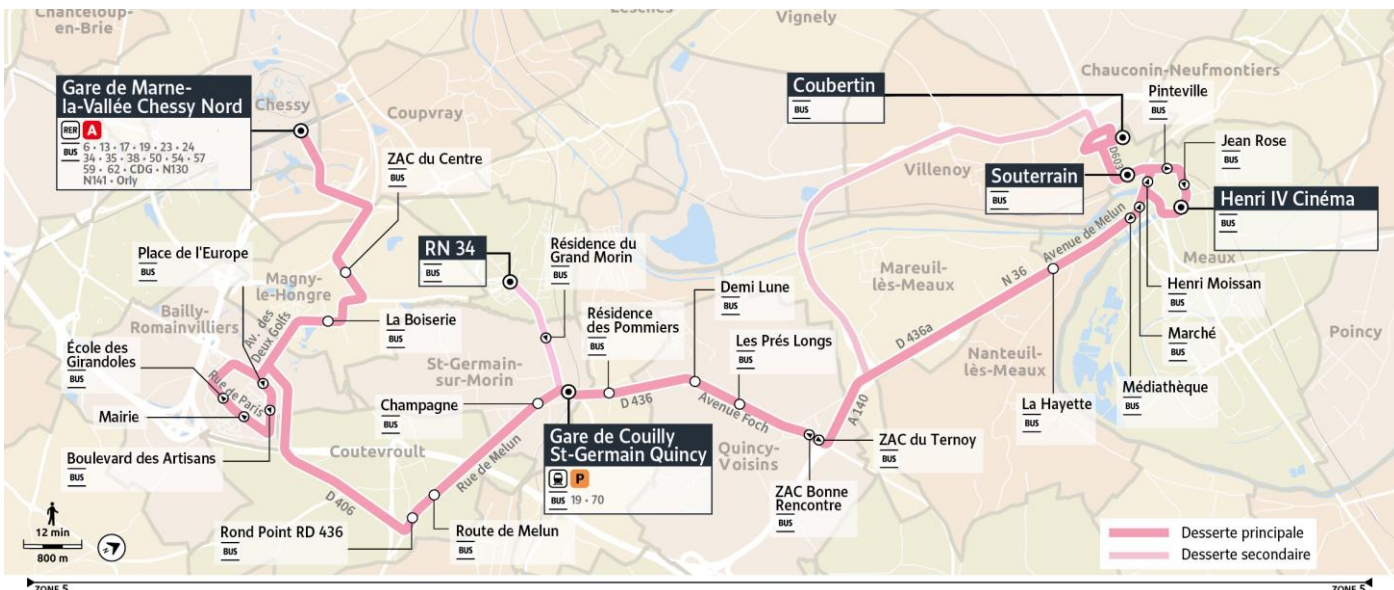 Chanteloup-
en-Brie
Lesches
Vignely
Chauconin-Neufmontiers
Gare de Marne-
la-Vallée Chessy Nord
RER A
BUS 6 • 13 • 17 • 19 • 23 • 24
34 • 35 • 38 • 50 • 54 • 57
59 • 62 • CDG • N130
N141 • Orly
Chessy
Coupvray
Coubertin
BUS
Pinteville
BUS
Jean Rose
BUS
D603
Villenoy
Souterrain
BUS
Henri IV Cinéma
BUS
ZAC du Centre
BUS
Place de l'Europe
BUS
RN 34
BUS
Résidence du
Grand Morin
BUS
Magny-
le-Hongre
Av. des
Deux Golfs
Bailly-
Romainvilliers
La Boiserie
BUS
Demi Lune
BUS
Mareuil-
lès-Meaux
Avenue de Melun
N 36
Meaux
Henri Moissan
BUS
Marché
BUS
Poincy
École des
Girandoles
BUS
Rue de Paris
Mairie
Boulevard des Artisans
BUS
St-Germain-
sur-Morin
Champagne
BUS
Résidence
des Pommiers
BUS
Les Prés Longs
BUS
D 436
Avenue Foch
A 140
D 436a
Nanteuil-
lès-Meaux
La Hayette
BUS
Médiathèque
BUS
Coutevroult
D 406
Rue de Melun
Gare de Couilly
St-Germain Quincy
P
BUS 19 • 70
Quincy-
Voisins
ZAC du Ternoy
BUS
ZAC Bonne
Rencontre
BUS
Rond Point RD 436
BUS
Route de Melun
BUS
12 min
800 m
N
Desserte principale
Desserte secondaire
ZONE 5
ZONE 5